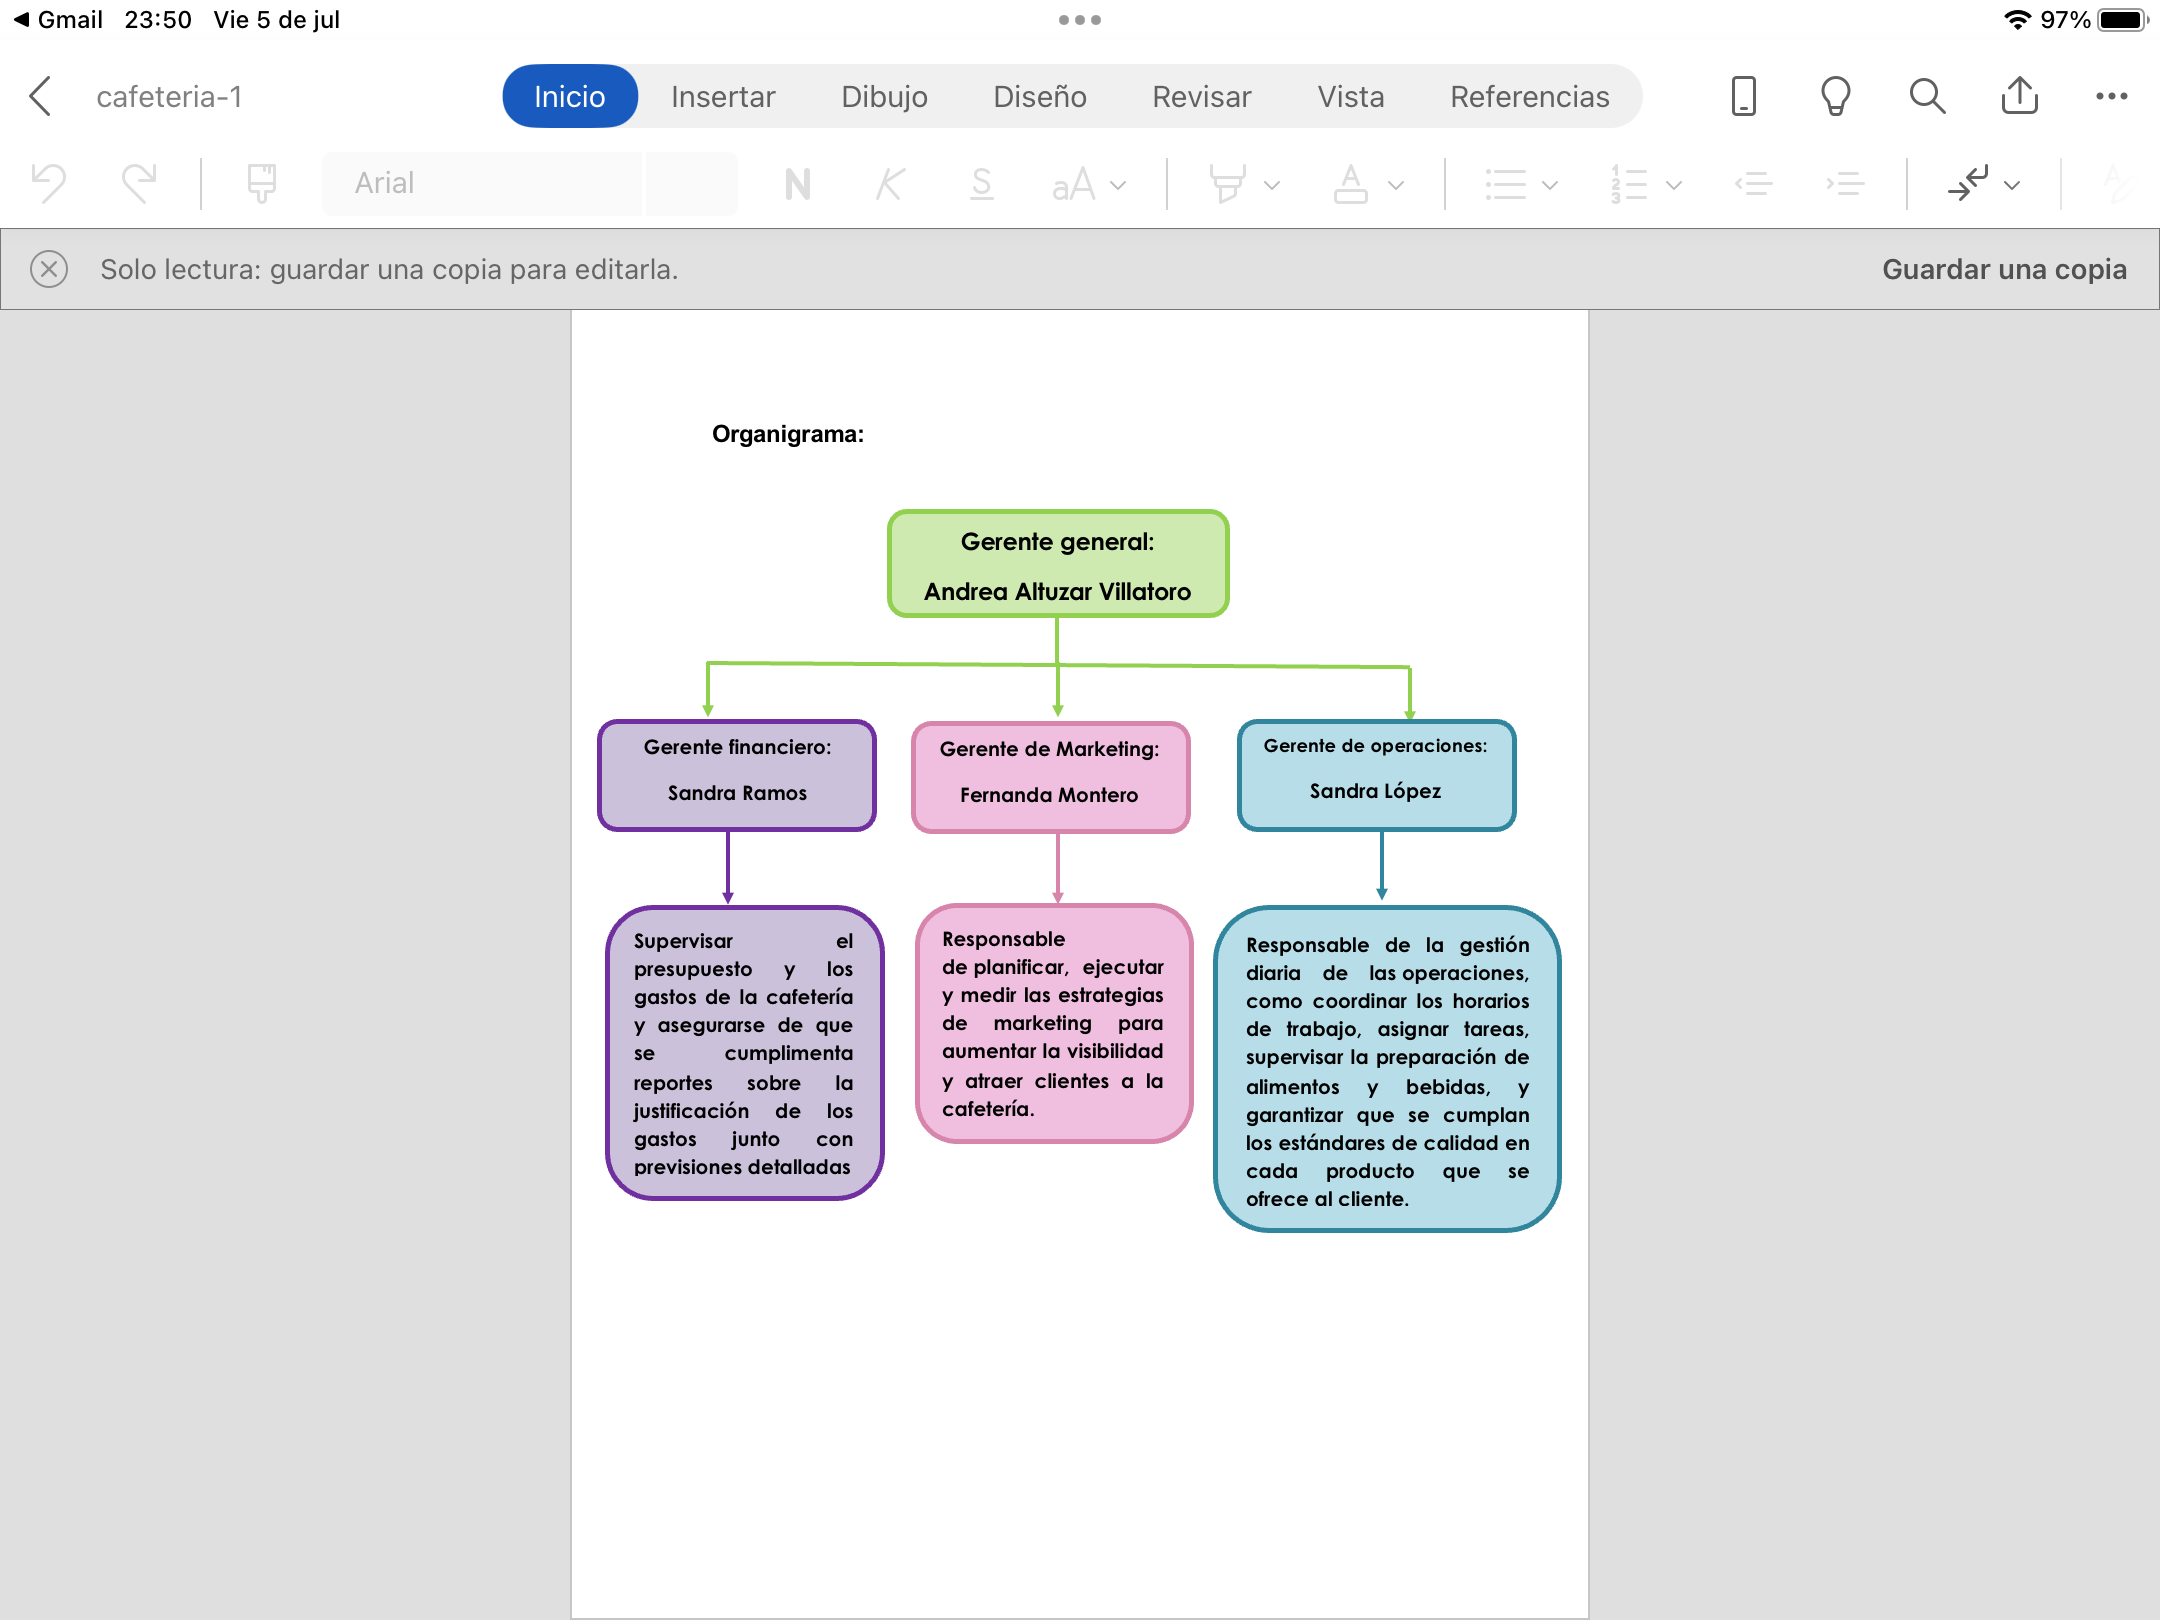 Gmail 23:50 Vie 5 de jul 97%
cafeteria-1 Inicio Insertar Dibujo Diseño Revisar Vista Referencias
Arial N K S aA A
Solo lectura: guardar una copia para editarla. Guardar una copia
Organigrama:
Gerente general:
Andrea Altuzar Villatoro
Gerente financiero:
Sandra Ramos
Gerente de Marketing:
Fernanda Montero
Gerente de operaciones:
Sandra López
Supervisar el
presupuesto y los
gastos de la cafetería
y asegurarse de que
se cumplimenta
reportes sobre la
justificación de los
gastos junto con
previsiones detalladas
Responsable
de planificar, ejecutar
y medir las estrategias
de marketing para
aumentar la visibilidad
y atraer clientes a la
cafetería.
Responsable de la gestión
diaria de las operaciones,
como coordinar los horarios
de trabajo, asignar tareas,
supervisar la preparación de
alimentos y bebidas, y
garantizar que se cumplan
los estándares de calidad en
cada producto que se
ofrece al cliente.